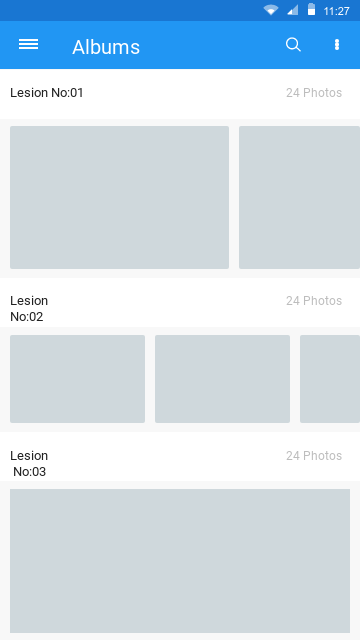 11:27
Albums
Lesion No:01
24 Photos
Lesion
No:02
24 Photos
Lesion
No:03
24 Photos